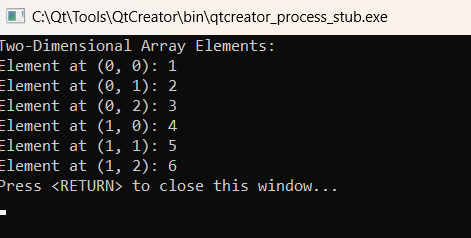 C:\Qt\Tools\QtCreator\bin\qtcreator_process_stub.exe
Two-Dimensional Array Elements:
Element at (0, 0): 1
Element at (0, 1): 2
Element at (0, 2): 3
Element at (1, 0): 4
Element at (1, 1): 5
Element at (1, 2): 6
Press <RETURN> to close this window...